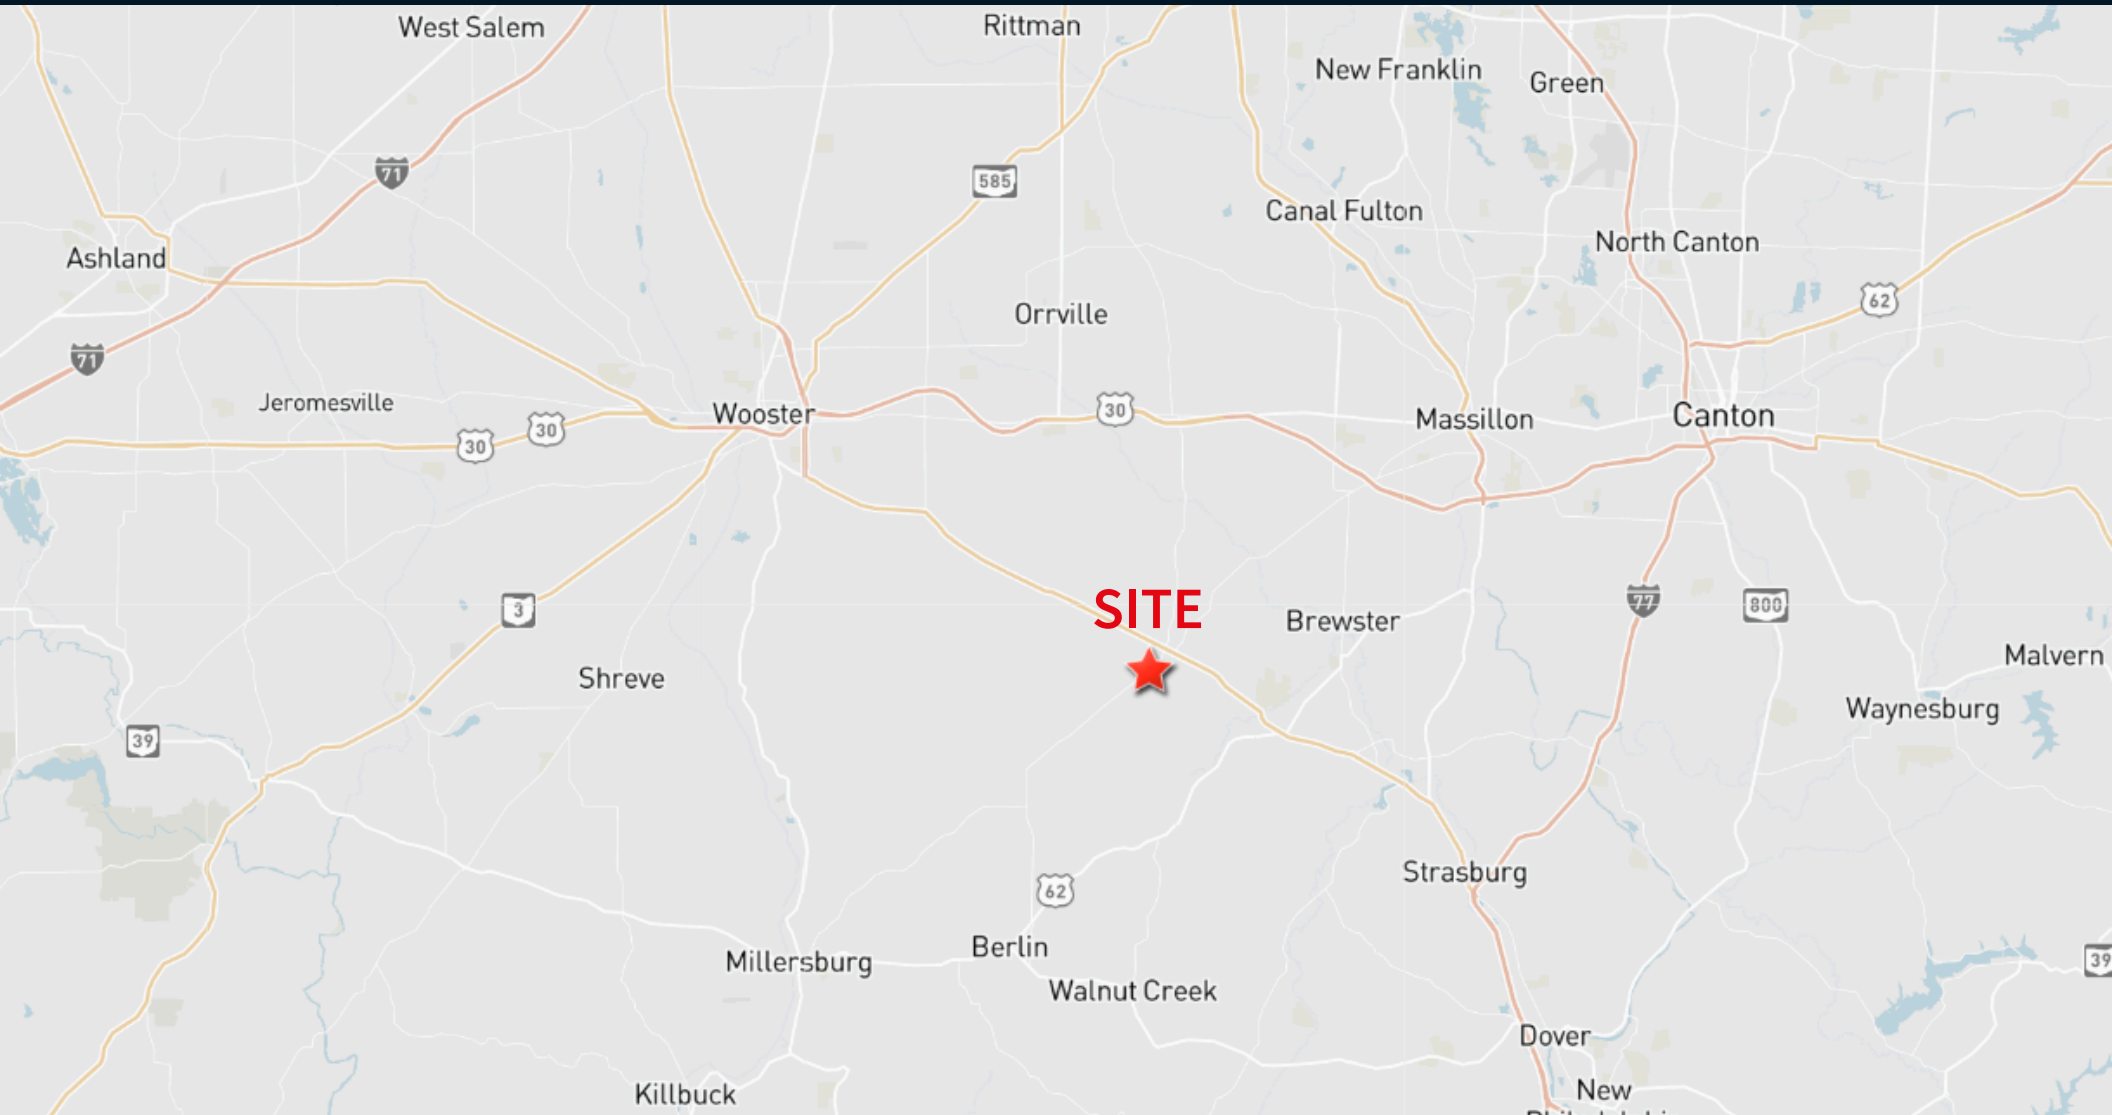 West Salem
Rittman
New Franklin
Green
71
585
Canal Fulton
North Canton
Ashland
62
Orrville
71
Jeromesville
Wooster
30
Massillon
Canton
30
30
SITE
77
800
3
Brewster
Malvern
Shreve
Waynesburg
39
Strasburg
62
Berlin
Millersburg
39
Walnut Creek
Dover
Killbuck
New